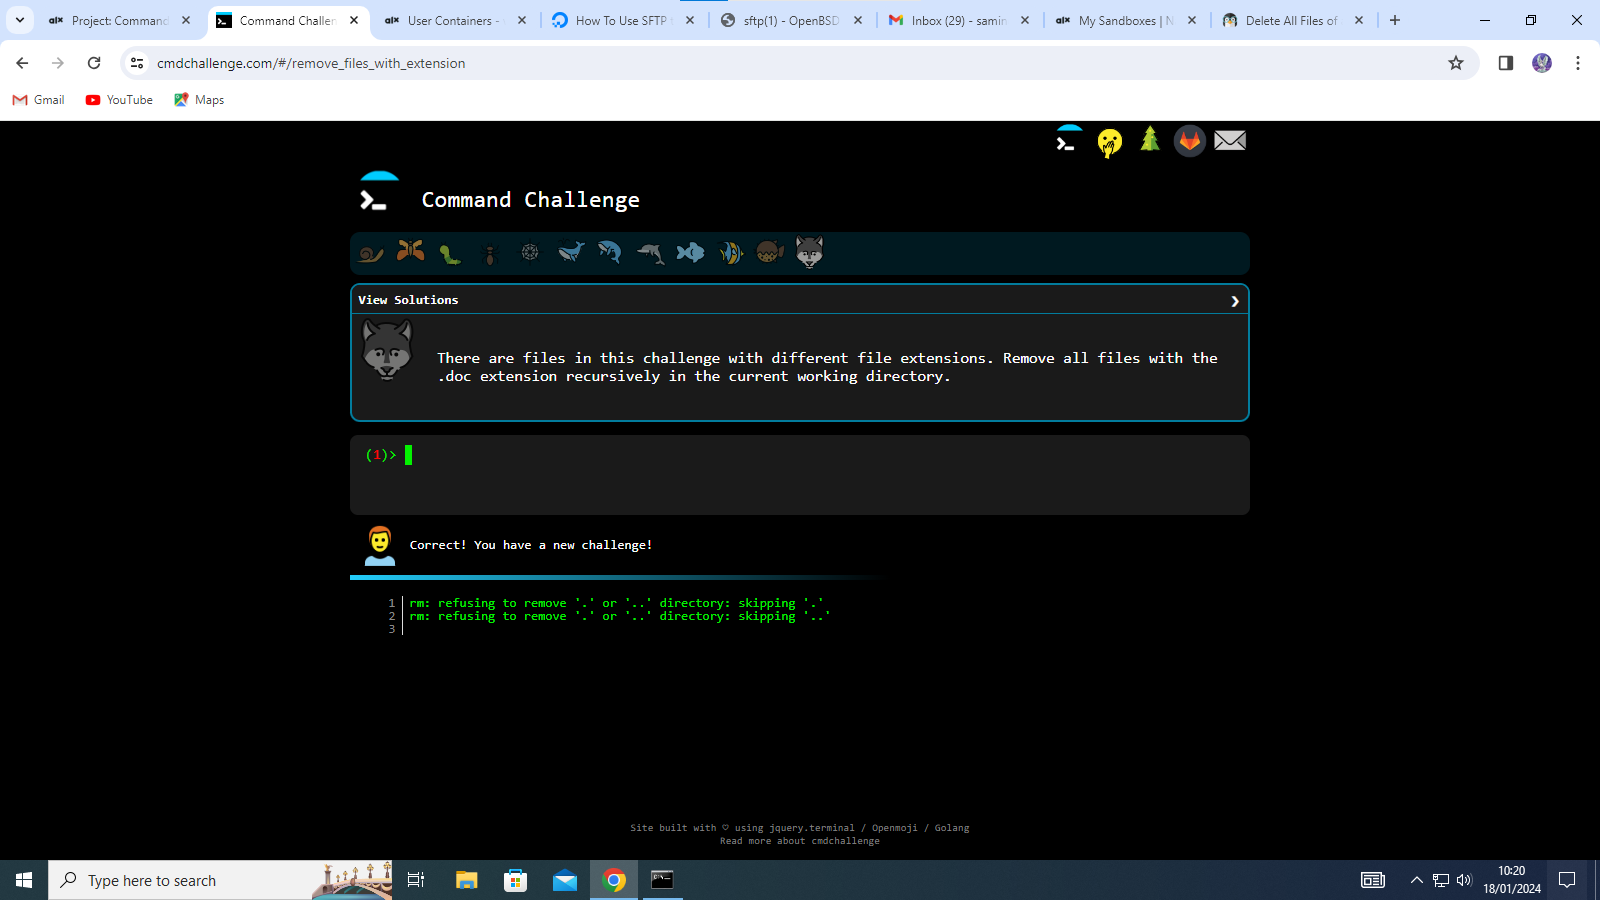 Project: Command
Command Challen
User Containers -
How To Use SFTP
sftp(1) - OpenBSD
Inbox (29) - samin
My Sandboxes | N
Delete All Files of
cmdchallenge.com/#/remove_files_with_extension
Gmail
YouTube
Maps
Command Challenge
View Solutions
There are files in this challenge with different file extensions. Remove all files with the
.doc extension recursively in the current working directory.
(1)>
Correct! You have a new challenge!
1 rm: refusing to remove '.' or '..' directory: skipping '.'
2 rm: refusing to remove '.' or '..' directory: skipping '..'
3
Site built with ♡ using jquery.terminal / Openmoji / Golang
Read more about cmdchallenge
Type here to search
10:20
18/01/2024